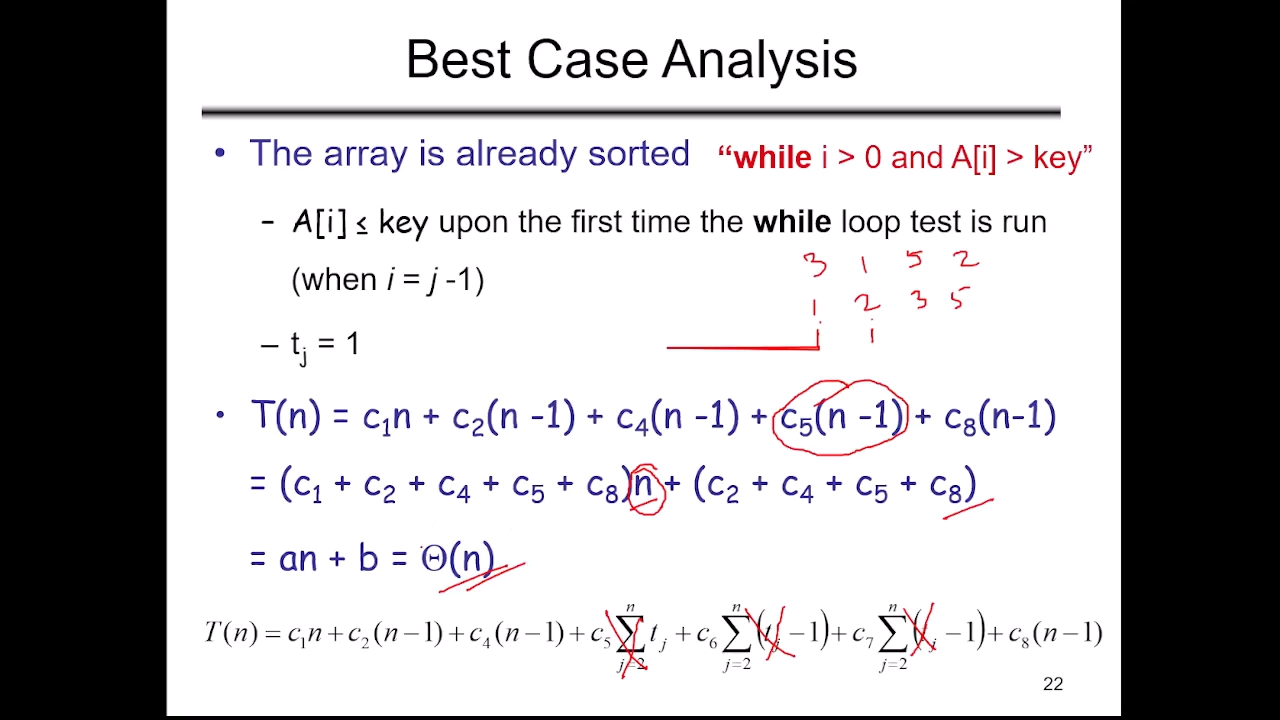 Best Case Analysis
• The array is already sorted “while i > 0 and A[i] > key”
– A[i] ≤ key upon the first time the while loop test is run
(when i = j -1)
3 1 5 2
1 2 3 5
i i
– tj = 1
• T(n) = c1n + c2(n -1) + c4(n -1) + c5(n -1) + c8(n-1)
= (c1 + c2 + c4 + c5 + c8)n + (c2 + c4 + c5 + c8)
= an + b = Θ(n)
T(n) = c1n + c2(n−1) + c4(n−1) + c5 ∑_{j=2}^{n} tj + c6 ∑_{j=2}^{n} (tj −1) + c7 ∑_{j=2}^{n} (tj −1) + c8(n−1)
22